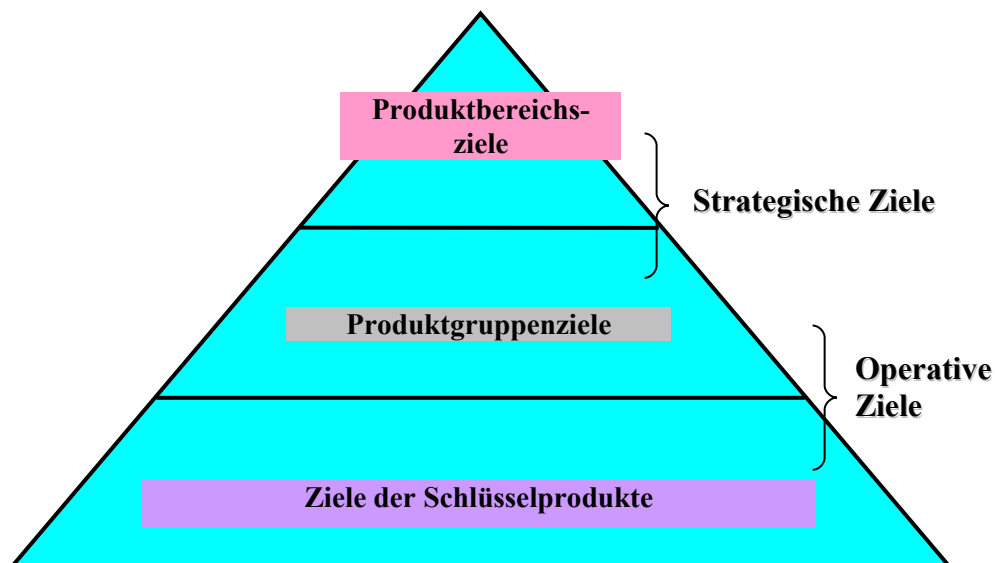 Produktbereichs-
ziele
Strategische Ziele
Produktgruppenziele
Operative
Ziele
Ziele der Schlüsselprodukte